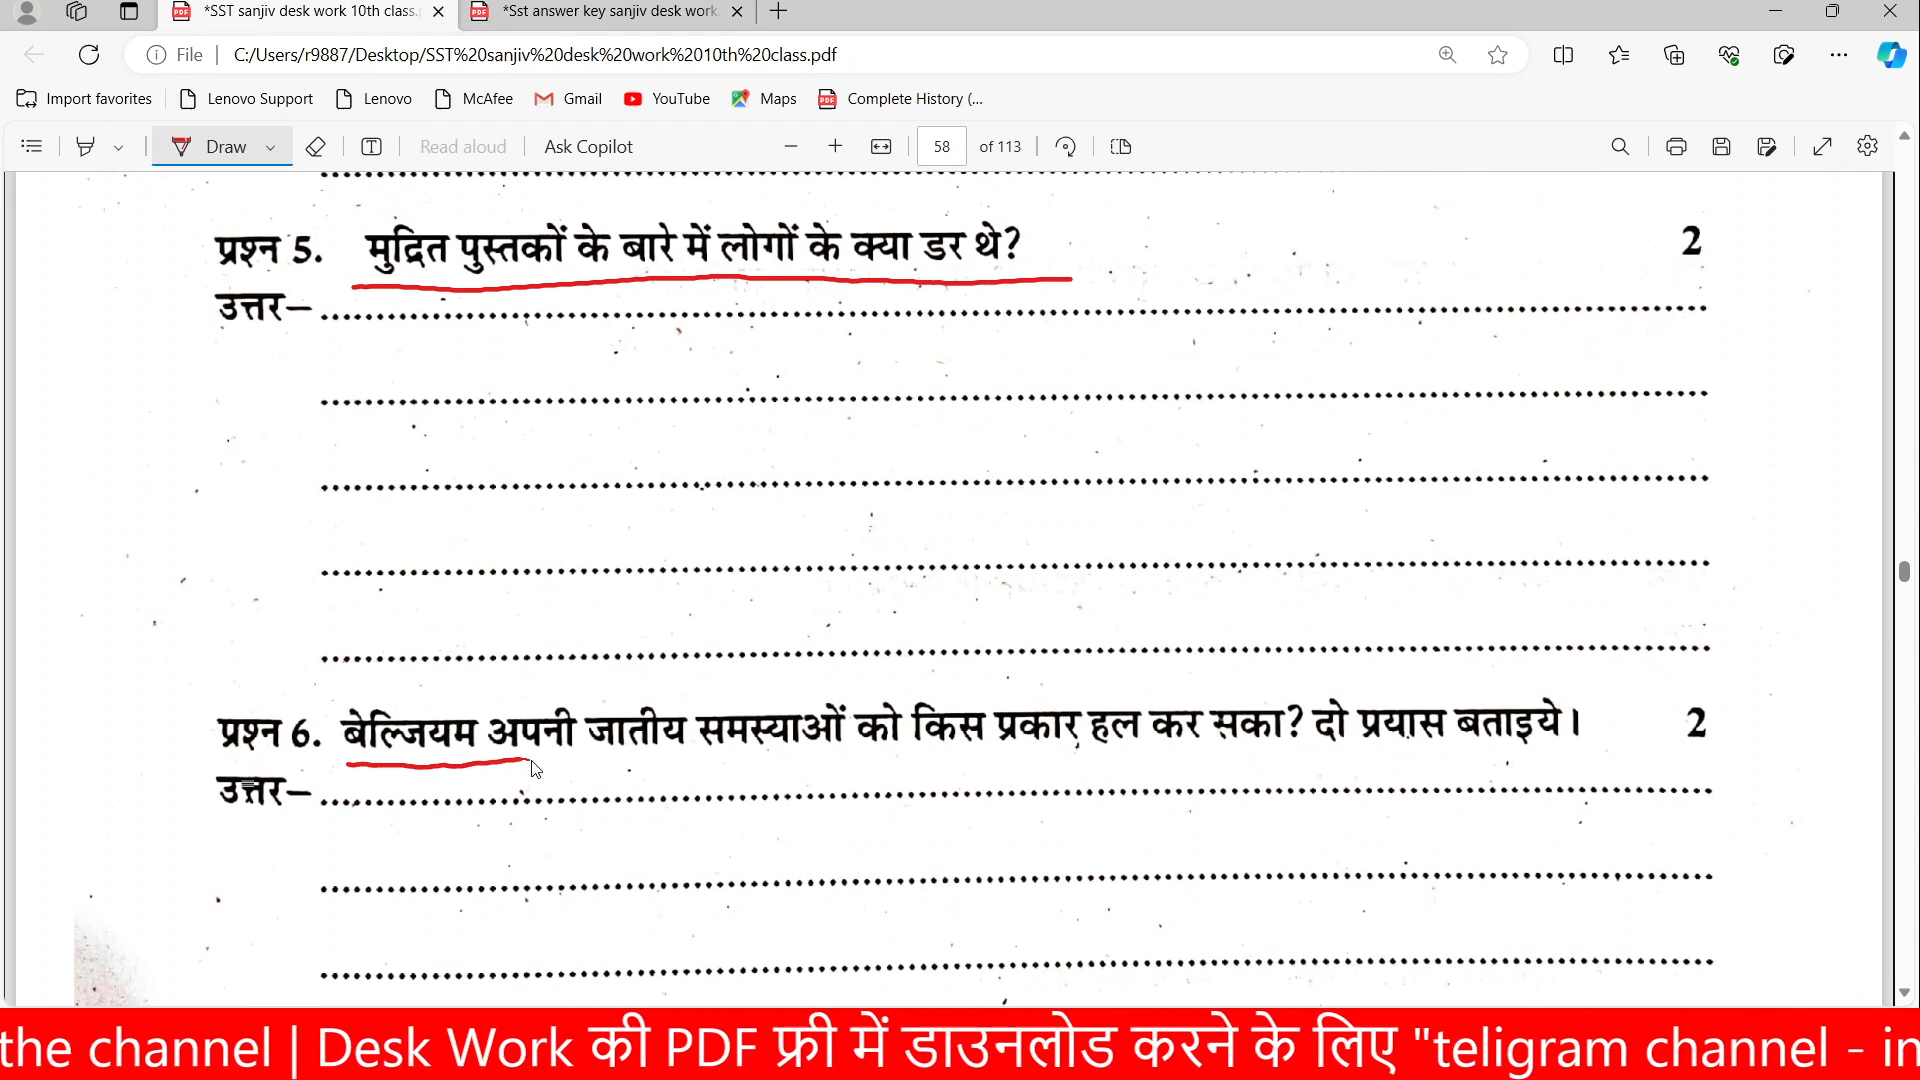 *SST sanjiv desk work 10th class.
*Sst answer key sanjiv desk work.
File | C:/Users/r9887/Desktop/SST%20sanjiv%20desk%20work%2010th%20class.pdf
Import favorites Lenovo Support Lenovo McAfee Gmail YouTube Maps Complete History (...
Draw Read aloud Ask Copilot 58 of 113
प्रश्न 5. मुद्रित पुस्तकों के बारे में लोगों के क्या डर थे? 2
उत्तर–
प्रश्न 6. बेल्जियम अपनी जातीय समस्याओं को किस प्रकार हल कर सका? दो प्रयास बताइये। 2
उत्तर–
the channel | Desk Work की PDF फ्री में डाउनलोड करने के लिए "teligram channel - in